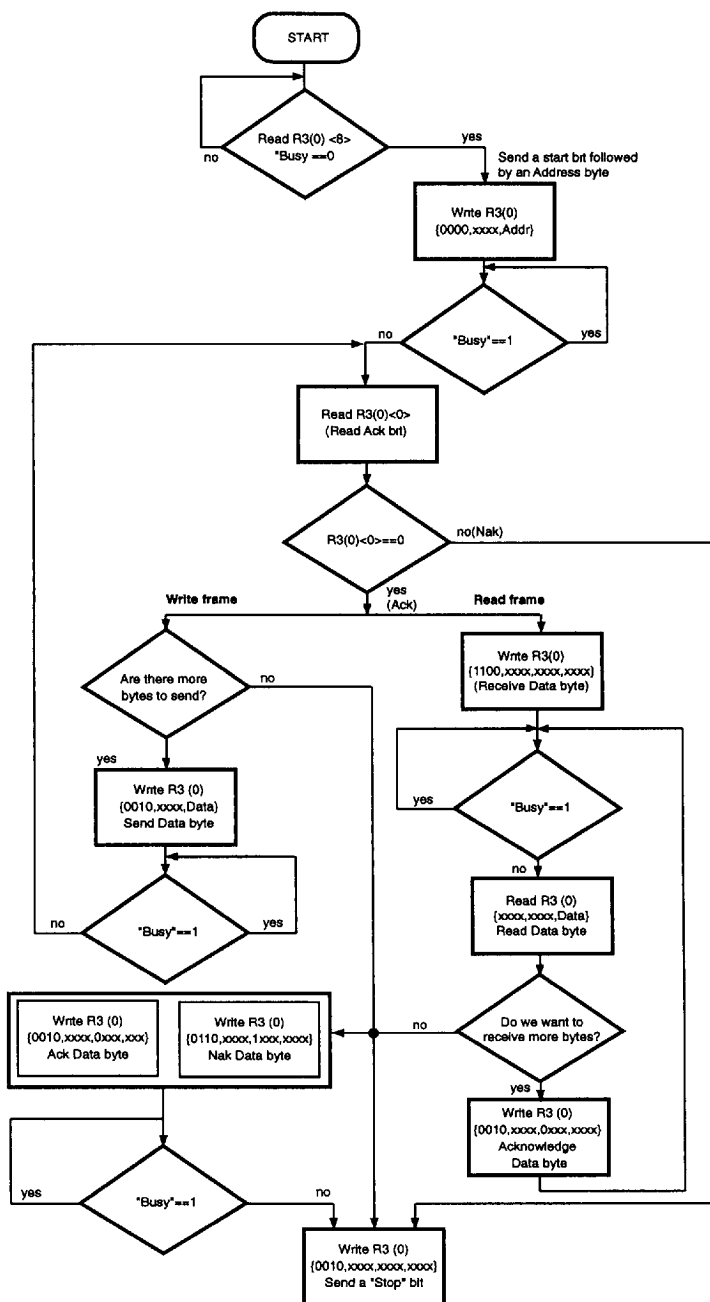 START
Read R3(0) <8>
"Busy ==0
no
yes
Send a start bit followed
by an Address byte
Write R3(0)
{0000,xxxx,Addr}
"Busy"==1
no
yes
Read R3(0)<0>
(Read Ack bit)
R3(0)<0>==0
no(Nak)
yes
(Ack)
Write frame
Read frame
Are there more
bytes to send?
no
yes
Write R3 (0)
{0010,xxxx,Data}
Send Data byte
"Busy"==1
no
yes
Write R3(0)
{1100,xxxx,xxxx,xxxx}
(Receive Data byte)
"Busy"==1
yes
no
Read R3 (0)
{xxxx,xxxx,Data}
Read Data byte
Do we want to
receive more bytes?
no
yes
Write R3 (0)
{0010,xxxx,0xxx,xxxx}
Acknowledge
Data byte
Write R3 (0)
{0010,xxxx,0xxx,xxx}
Ack Data byte
Write R3 (0)
{0110,xxxx,1xxx,xxxx}
Nak Data byte
"Busy"==1
yes
no
Write R3 (0)
{0010,xxxx,xxxx,xxxx}
Send a "Stop" bit